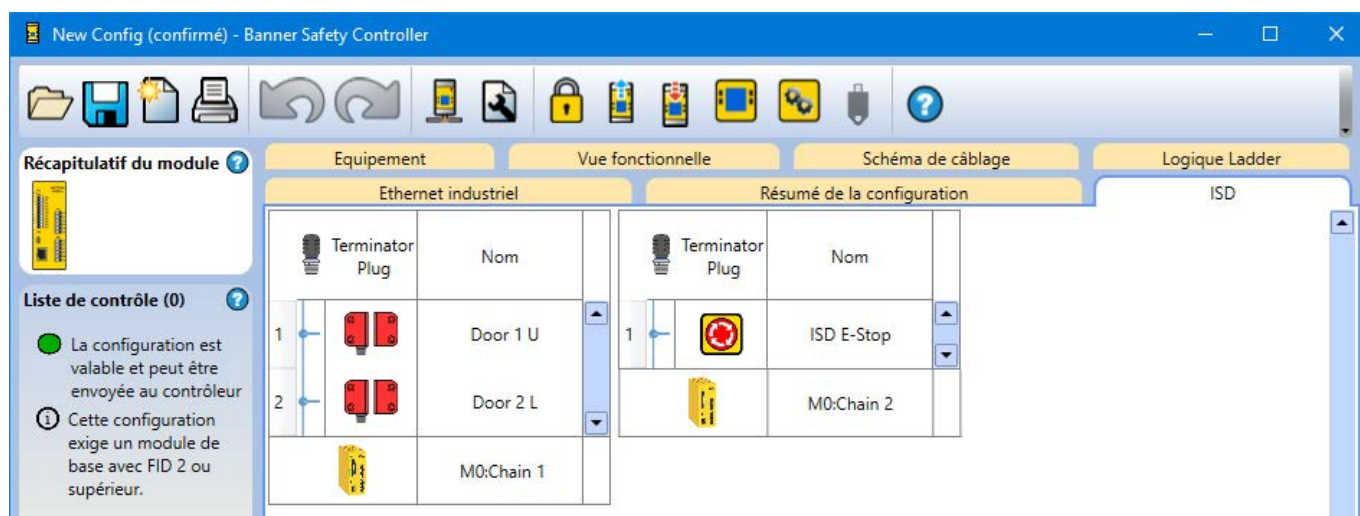 New Config (confirmé) - Banner Safety Controller
Récapitulatif du module
Equipement
Vue fonctionnelle
Schéma de câblage
Logique Ladder
Ethernet industriel
Résumé de la configuration
ISD
Liste de contrôle (0)
La configuration est
valable et peut être
envoyée au contrôleur
Cette configuration
exige un module de
base avec FID 2 ou
supérieur.
Terminator
Plug
Nom
1
Door 1 U
2
Door 2 L
M0:Chain 1
Terminator
Plug
Nom
1
ISD E-Stop
M0:Chain 2